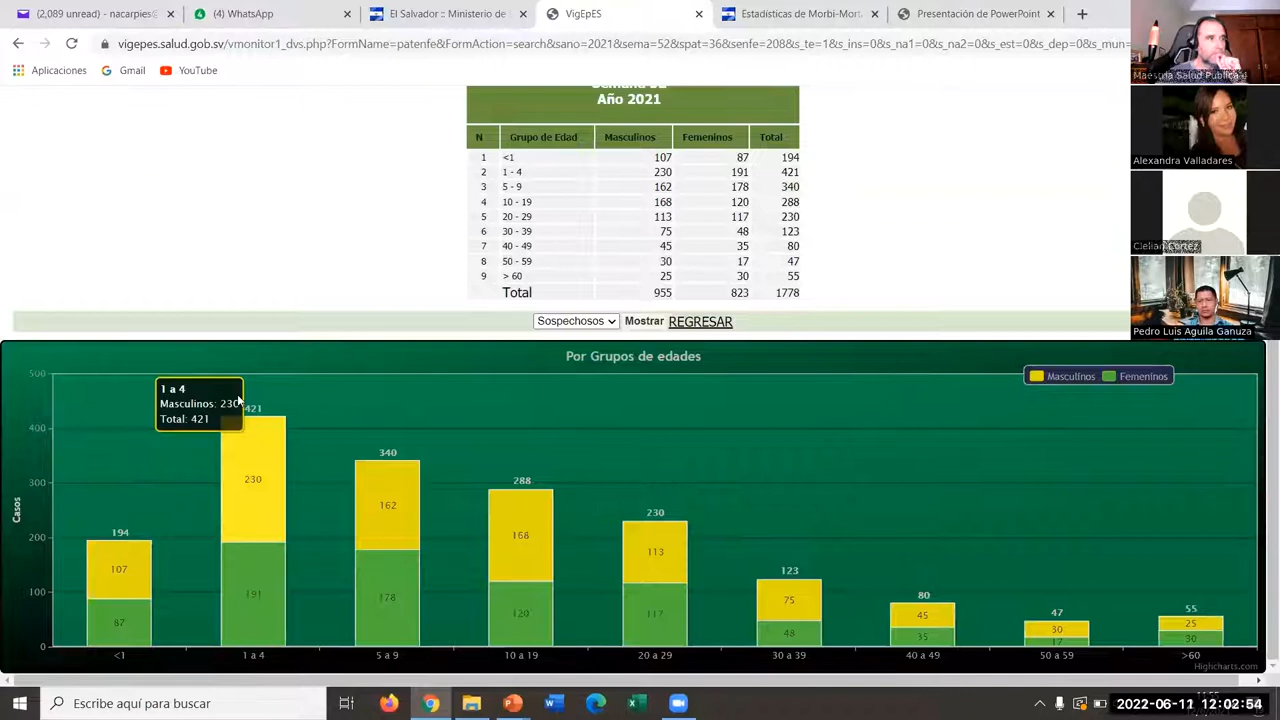 (2,089 unread) - nacarpies@
(4) WhatsApp
El Salvador :: Ministerio de
VigEpES
Estadísticas de Morbi-Mort
Presentación de PowerPoint
vigepes.salud.gob.sv/vmonitor1_dvs.php?FormName=patente&FormAction=search&sano=2021&sema=52&spat=36&senfe=208&s_te=1&s_ins=0&s_na1=0&s_na2=0&s_est=0&s_dep=0&s_mun=
Aplicaciones Gmail YouTube
Semana 52
Año 2021
N Grupo de Edad Masculinos Femeninos Total
1 <1 107 87 194
2 1 - 4 230 191 421
3 5 - 9 162 178 340
4 10 - 19 168 120 288
5 20 - 29 113 117 230
6 30 - 39 75 48 123
7 40 - 49 45 35 80
8 50 - 59 30 17 47
9 > 60 25 30 55
Total 955 823 1778
Sospechosos Mostrar REGRESAR
Por Grupos de edades
Masculinos Femeninos
1 a 4
Masculinos: 230
Total: 421
Casos
500
400
300
200
100
0
194 421 340 288 230 123 80 47 55
107 230 162 168 113 75 45 30 25
87 191 178 120 117 48 35 17 30
<1 1 a 4 5 a 9 10 a 19 20 a 29 30 a 39 40 a 49 50 a 59 >60
Highcharts.com
Maestria Salud Publica 4
Alexandra Valladares
Clelian Cortez
Pedro Luis Aguila Ganuza
Escribe aquí para buscar
2022-06-11 12:02:54